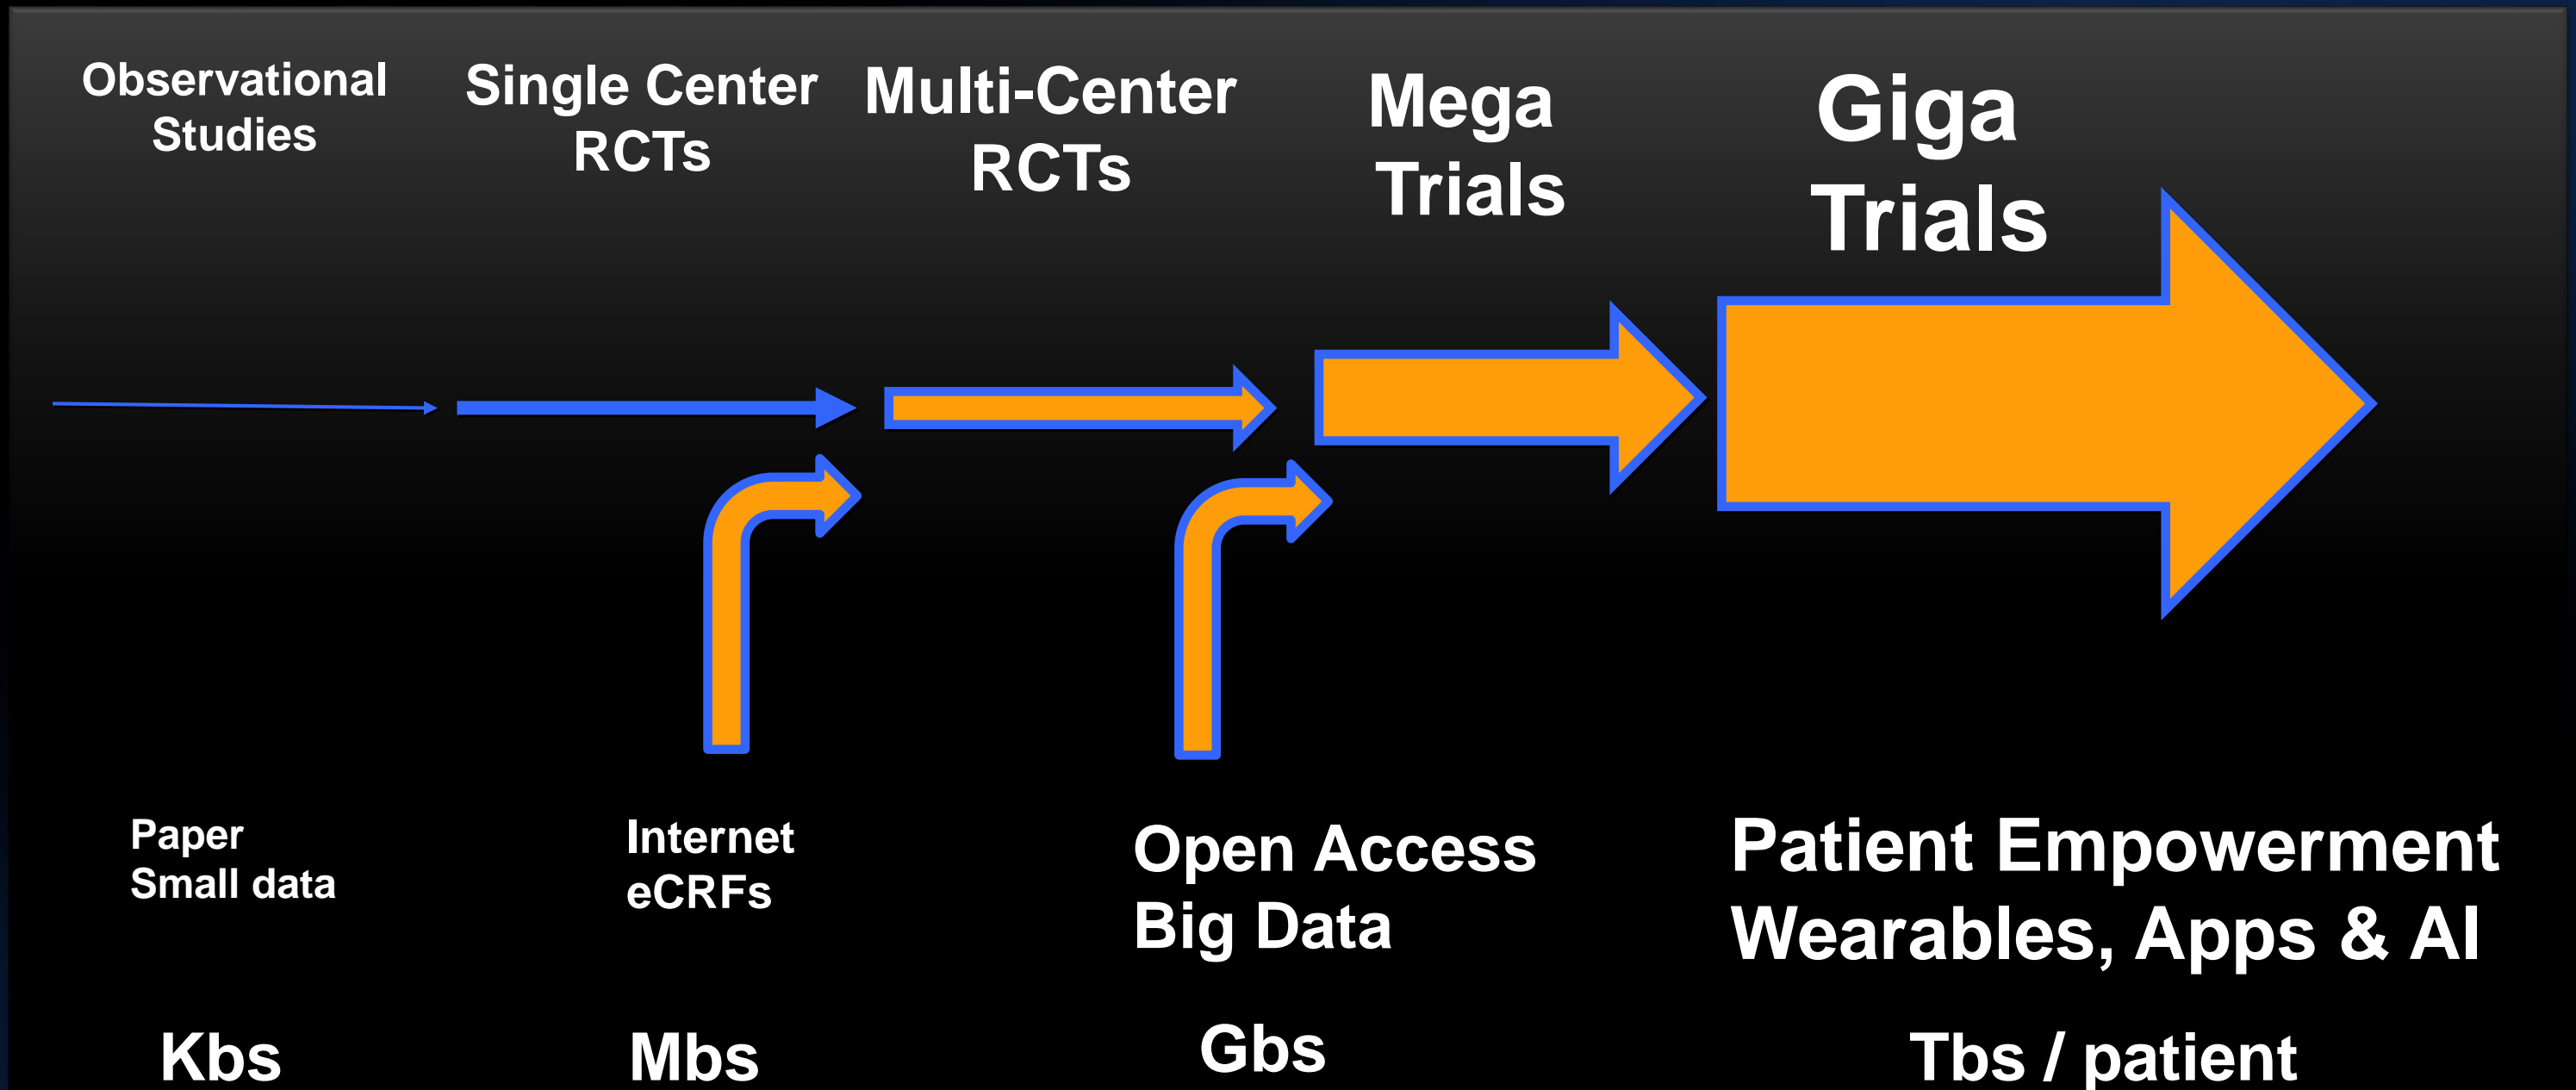 Observational
Studies
Single Center
RCTs
Multi-Center
RCTs
Mega
Trials
Giga
Trials
Paper
Small data
Internet
eCRFs
Open Access
Big Data
Patient Empowerment
Wearables, Apps & AI
Kbs
Mbs
Gbs
Tbs / patient